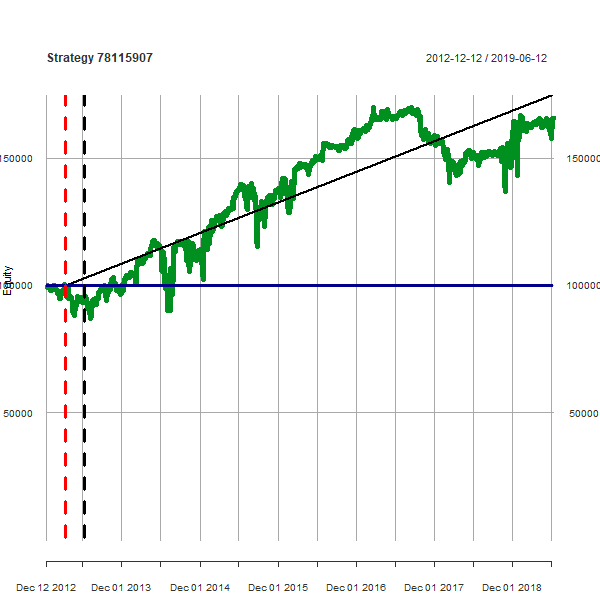 Strategy 78115907
2012-12-12 / 2019-06-12
150000
150000
100000
100000
Equity
50000
50000
Dec 12 2012
Dec 01 2013
Dec 01 2014
Dec 01 2015
Dec 01 2016
Dec 01 2017
Dec 01 2018